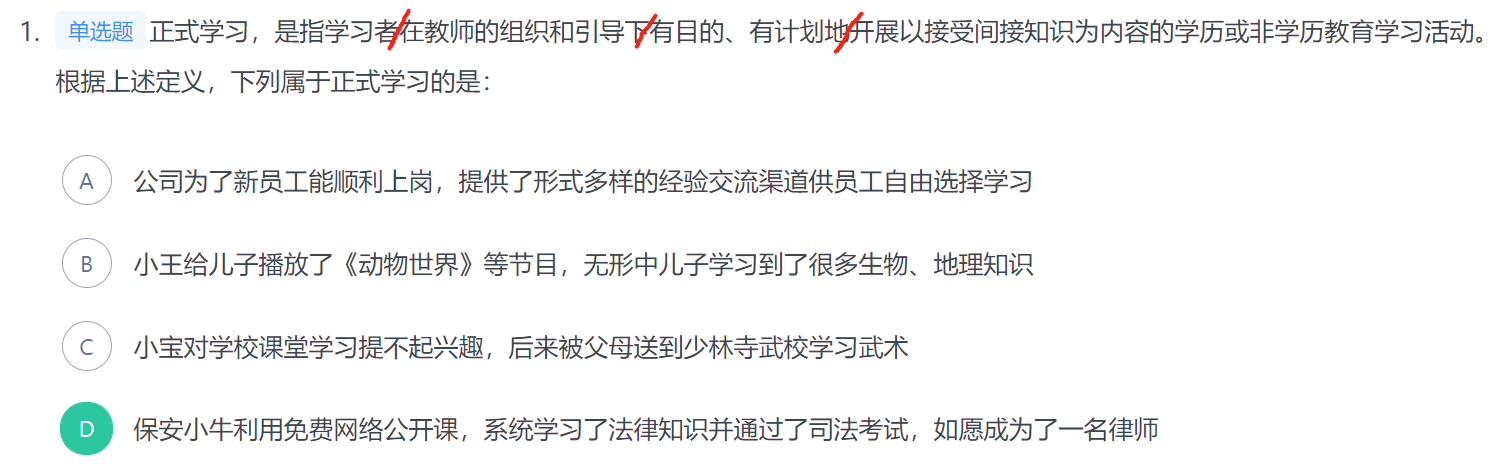 1. 单选题 正式学习，是指学习者在教师的组织和引导下有目的、有计划地开展以接受间接知识为内容的学历或非学历教育学习活动。
根据上述定义，下列属于正式学习的是：
A 公司为了新员工能顺利上岗，提供了形式多样的经验交流渠道供员工自由选择学习
B 小王给儿子播放了《动物世界》等节目，无形中儿子学习到了很多生物、地理知识
C 小宝对学校课堂学习提不起兴趣，后来被父母送到少林寺武校学习武术
D 保安小牛利用免费网络公开课，系统学习了法律知识并通过了司法考试，如愿成为了一名律师